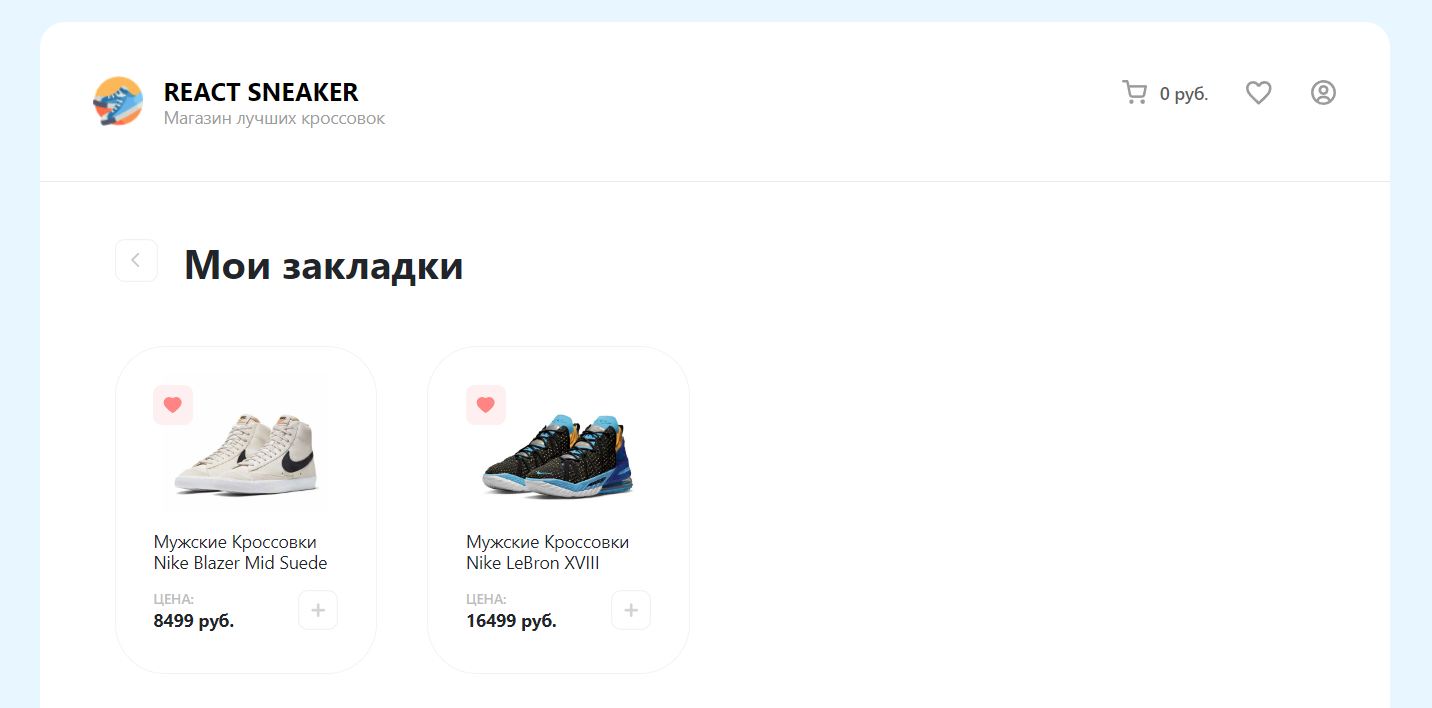 REACT SNEAKER
Магазин лучших кроссовок
0 руб.
Мои закладки
Мужские Кроссовки
Nike Blazer Mid Suede
ЦЕНА:
8499 руб.
Мужские Кроссовки
Nike LeBron XVIII
ЦЕНА:
16499 руб.